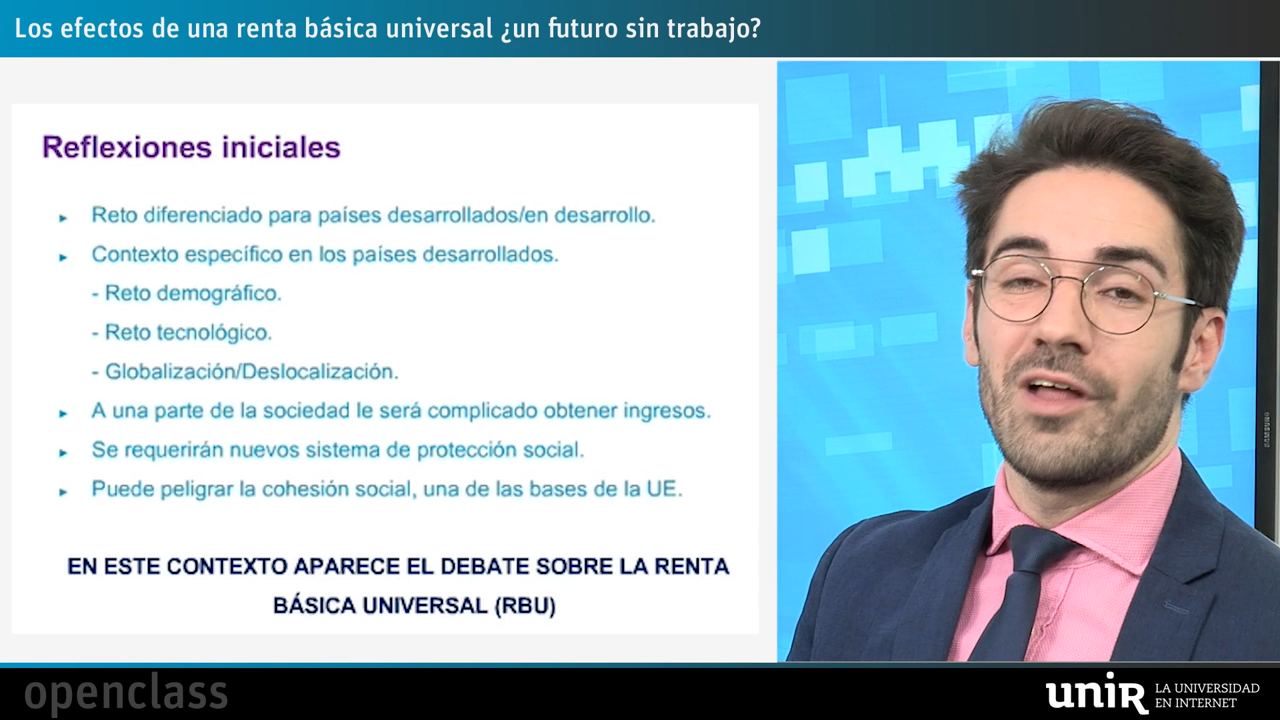 Los efectos de una renta básica universal ¿un futuro sin trabajo?
Reflexiones iniciales
Reto diferenciado para países desarrollados/en desarrollo.
Contexto específico en los países desarrollados.
- Reto demográfico.
- Reto tecnológico.
- Globalización/Deslocalización.
A una parte de la sociedad le será complicado obtener ingresos.
Se requerirán nuevos sistema de protección social.
Puede peligrar la cohesión social, una de las bases de la UE.
EN ESTE CONTEXTO APARECE EL DEBATE SOBRE LA RENTA
BÁSICA UNIVERSAL (RBU)
SAMSUNG
openclass
unir
LA UNIVERSIDAD
EN INTERNET